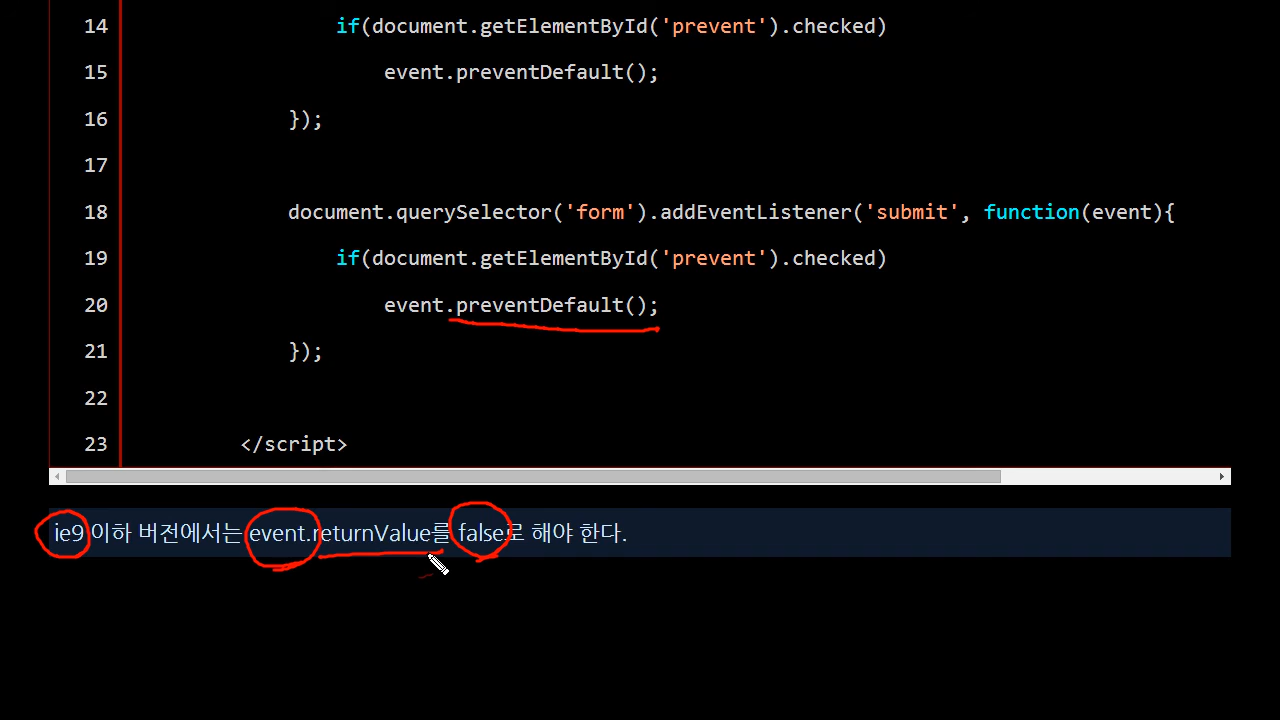 14 if(document.getElementById('prevent').checked)
15 event.preventDefault();
16 });
17
18 document.querySelector('form').addEventListener('submit', function(event){
19 if(document.getElementById('prevent').checked)
20 event.preventDefault();
21 });
22
23 </script>
ie9 이하 버전에서는 event.returnValue를 false로 해야 한다.